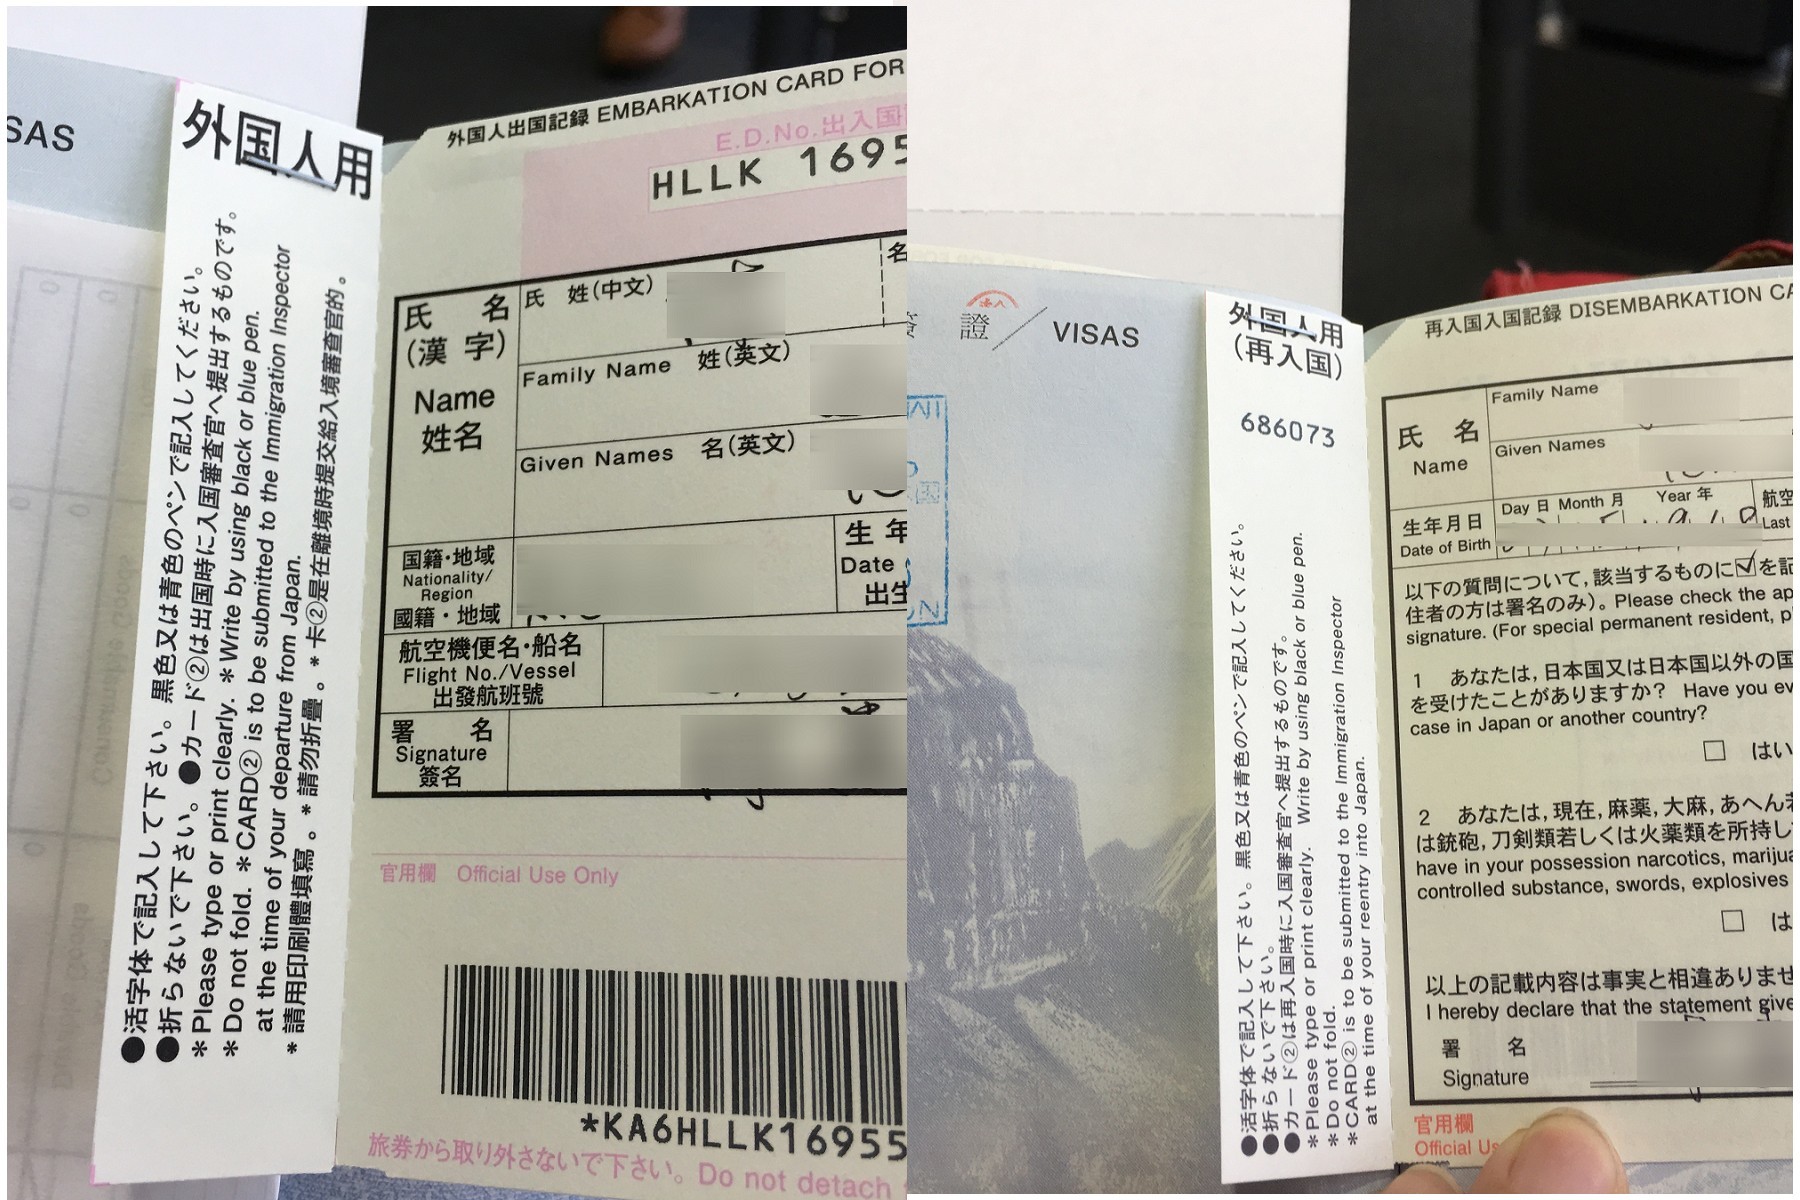 SAS
外国人用
●活字体で記入して下さい。黒色又は青色のペンで記入してください。
●折らないで下さい。●カード②は出国時に入国審査官へ提出するものです。
*Please type or print clearly. *Write by using black or blue pen.
*Do not fold. *CARD② is to be submitted to the Immigration Inspector
at the time of your departure from Japan.
*請用印刷體填寫。*請勿折疊。*卡②是在離境時提交給入境審查官的。
外国人出国記録 EMBARKATION CARD FOR
E.D.No.出入国
HLLK 1695
氏 名
(漢 字)
Name
姓名
氏 姓(中文)
名
Family Name 姓(英文)
Given Names 名(英文)
国籍・地域
Nationality/
Region
國籍・地域
生 年
Date
出生
航空機便名・船名
Flight No./Vessel
出發航班號
署 名
Signature
簽名
官用欄 Official Use Only
*KA6HLLK16955
旅券から取り外さないで下さい。Do not detach
證 / VISAS
外国人用
(再入国)
686073
●活字体で記入して下さい。黒色又は青色のペンで記入してください。
●折らないで下さい。
●カード②は再入国時に入国審査官へ提出するものです。
*Please type or print clearly. Write by using black or blue pen.
*Do not fold.
*CARD② is to be submitted to the Immigration Inspector
at the time of your reentry into Japan.
再入国入国記録 DISEMBARKATION CA
氏 名
Name
Family Name
Given Names
生年月日
Date of Birth
Day 日 Month 月 Year 年
航空
Last
以下の質問について,該当するものに☑を記
住者の方は署名のみ)。Please check the ap
signature. (For special permanent resident, p
1 あなたは,日本国又は日本国以外の国
を受けたことがありますか? Have you ev
case in Japan or another country?
□ はい
2 あなたは,現在,麻薬,大麻,あへん若
は銃砲,刀剣類若しくは火薬類を所持し
have in your possession narcotics, marijua
controlled substance, swords, explosives
□ は
以上の記載内容は事実と相違ありませ
I hereby declare that the statement give
署 名
Signature
官用欄
Official Us